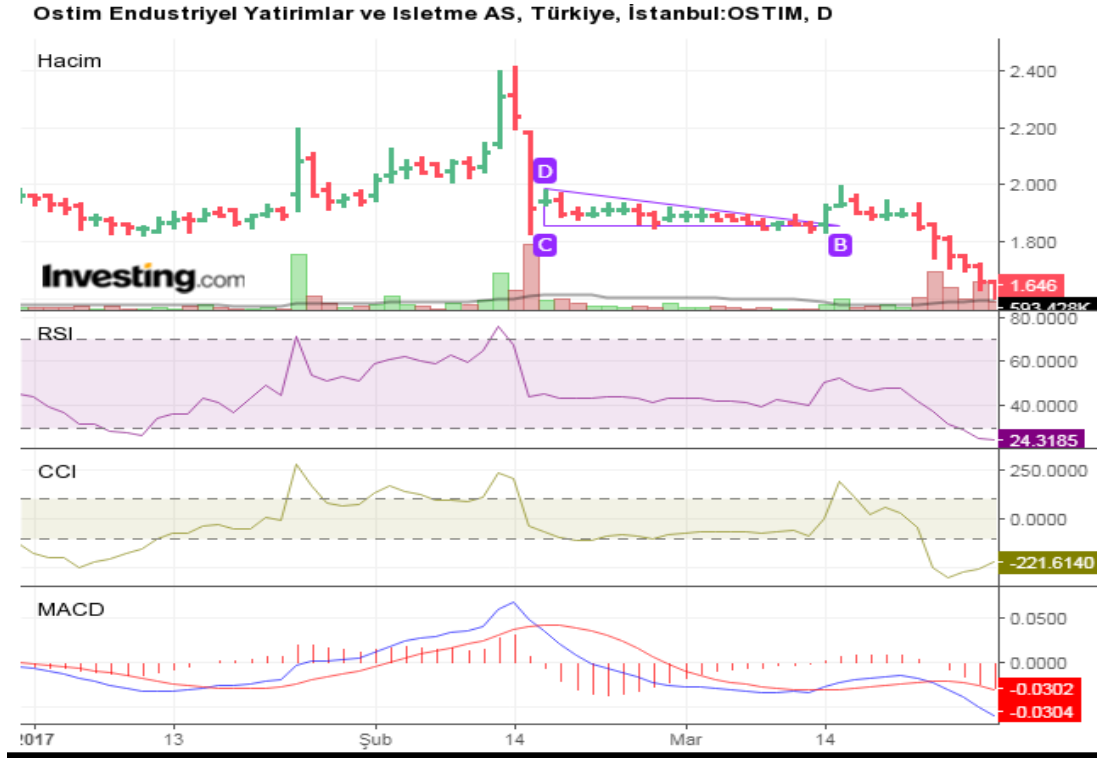 Ostim Endustriyel Yatirimlar ve Isletme AS, Türkiye, İstanbul:OSTIM, D
Hacim
2.400
2.200
D
2.000
C
B
1.800
Investing.com
1.646
593.428K
RSI
80.0000
60.0000
40.0000
24.3185
CCI
250.0000
0.0000
-221.6140
MACD
0.0500
0.0000
-0.0302
-0.0304
2017 13 Şub 14 Mar 14